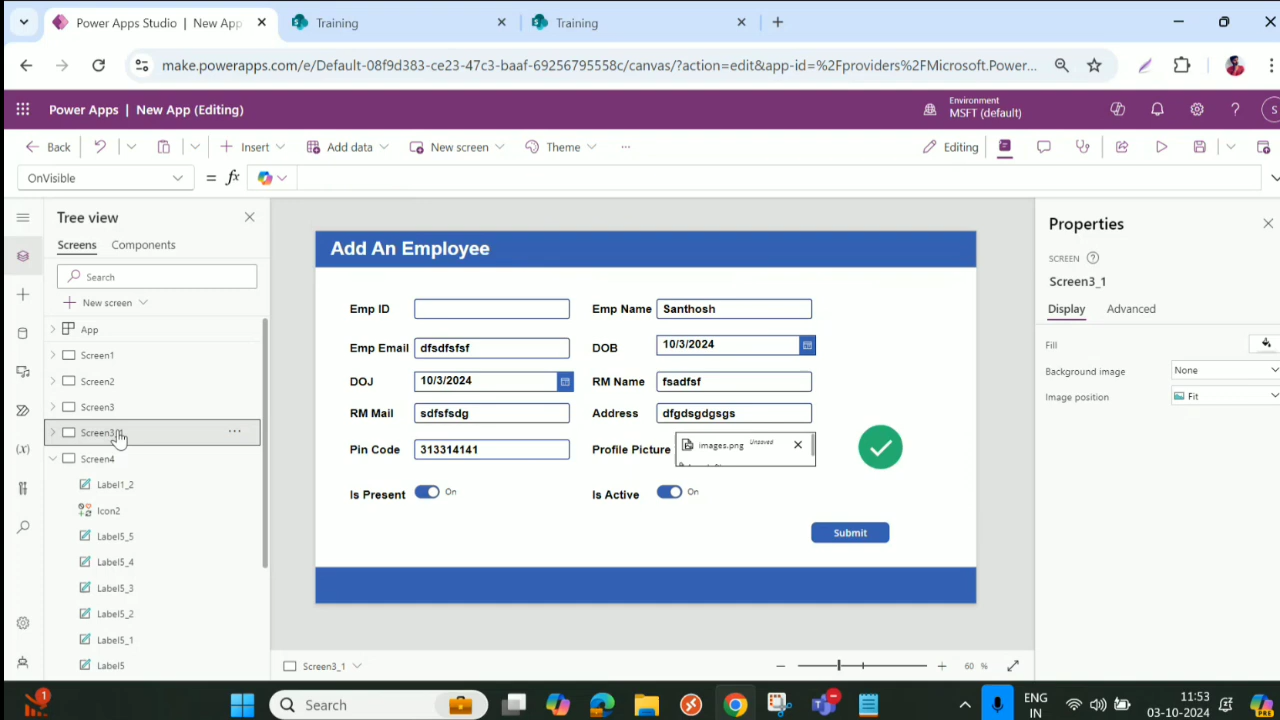 Power Apps Studio | New App
Training
Training
make.powerapps.com/e/Default-08f9d383-ce23-47c3-baaf-69256795558c/canvas/?action=edit&app-id=%2Fproviders%2FMicrosoft.Power...
Power Apps | New App (Editing)
Environment
MSFT (default)
S
Back
Insert
Add data
New screen
Theme
...
Editing
OnVisible
= fx
Tree view
Screens Components
Search
New screen
App
Screen1
Screen2
Screen3
...
Screen4
Label1_2
Icon2
Label5_5
Label5_4
Label5_3
Label5_2
Label5_1
Label5
Add An Employee
Emp ID
Emp Name Santhosh
Emp Email dfsdfsfsf
DOB 10/3/2024
DOJ 10/3/2024
RM Name fsadfsf
RM Mail sdfsfsdg
Address dfgdsgdgsgs
Pin Code 313314141
Profile Picture images.png Unsaved
Is Present On
Is Active On
Submit
Screen3_1
60 %
Properties
SCREEN
Screen3_1
Display Advanced
Fill
Background image None
Image position Fit
1
Search
ENG
IN
11:53
03-10-2024
PRE